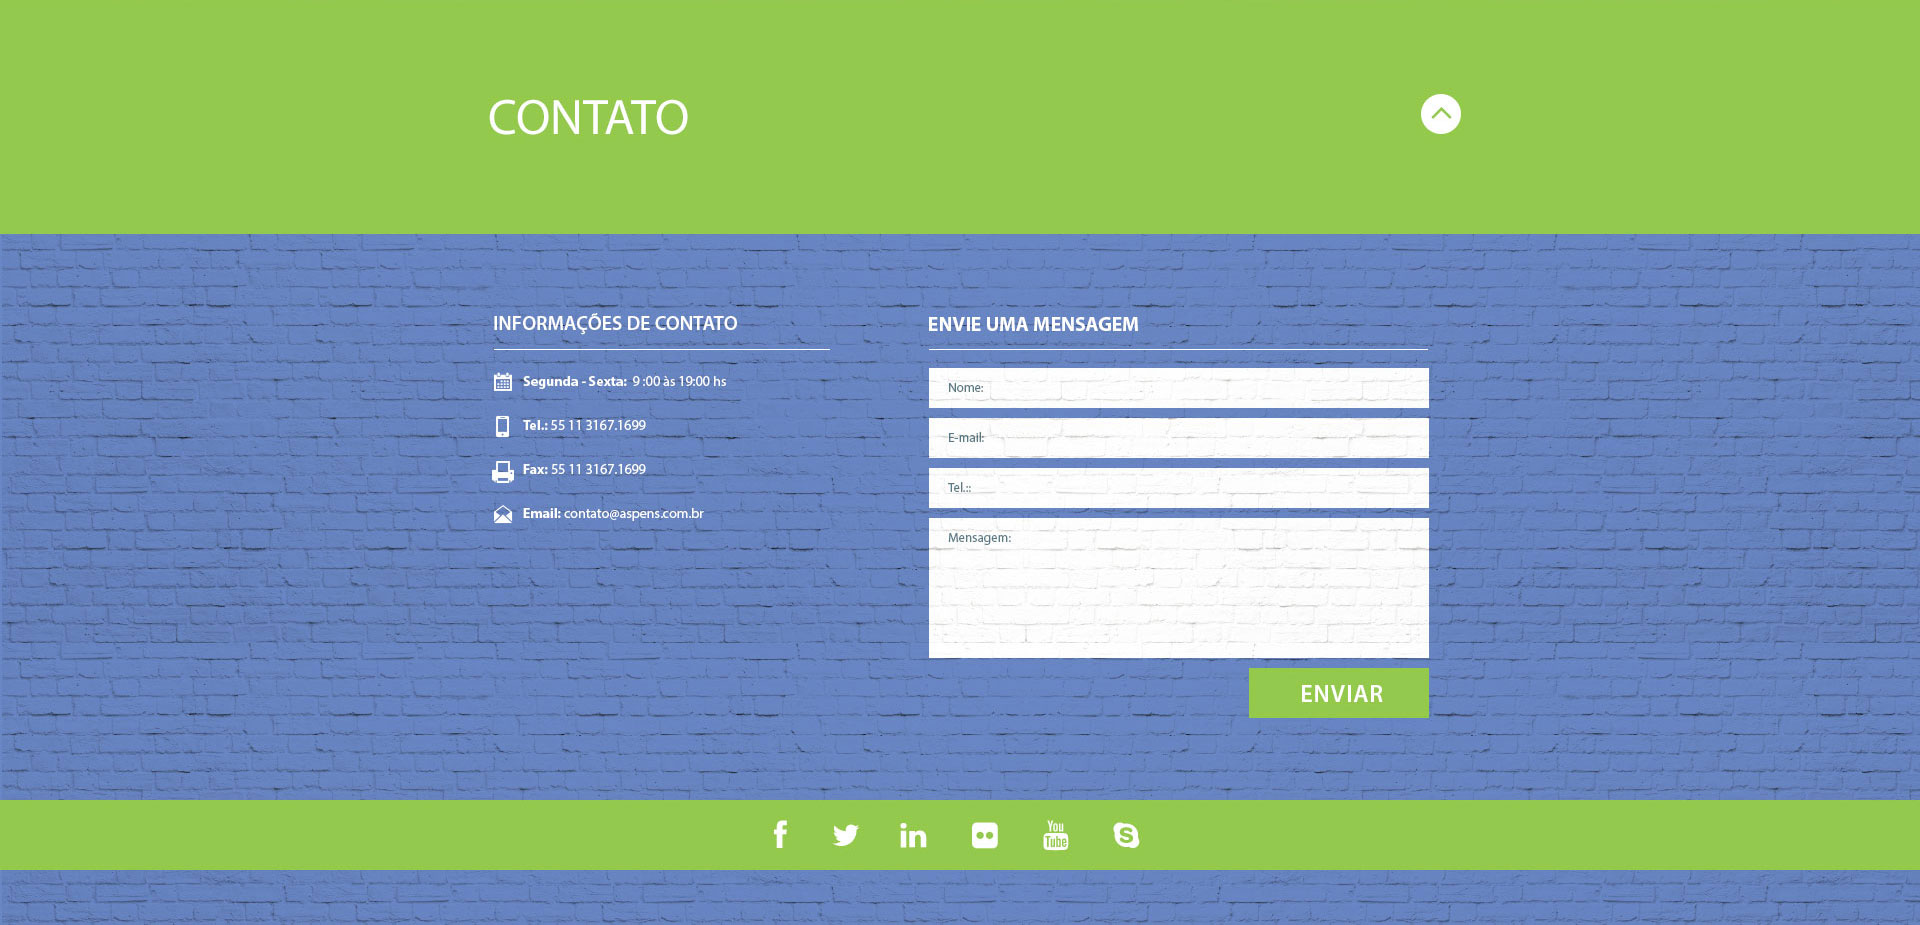 CONTATO
INFORMAÇÕES DE CONTATO
Segunda - Sexta: 9 :00 às 19:00 hs
Tel.: 55 11 3167.1699
Fax: 55 11 3167.1699
Email: contato@aspens.com.br
ENVIE UMA MENSAGEM
Nome:
E-mail:
Tel.::
Mensagem:
ENVIAR
You
Tube